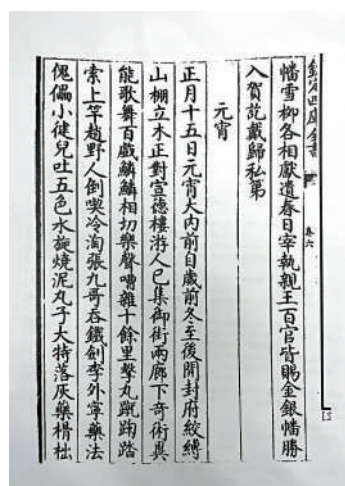 欽定四庫全書
卷六
幡雪柳各相獻遺春日宰執親王百官皆賜金銀幡勝
入賀訖戴歸私第
元宵
正月十五日元宵大內前自歲前冬至後開封府絞縛
山棚立木正對宣德樓游人已集御街兩廊下奇術異
能歌舞百戲鱗鱗相切樂聲嘈雜十餘里擊丸蹴踘踏
索上竿趙野人倒喫冷淘張九哥吞鐵劍李外寧藥法
傀儡小健兒吐五色水旋燒泥丸子大特落灰藥榾柮